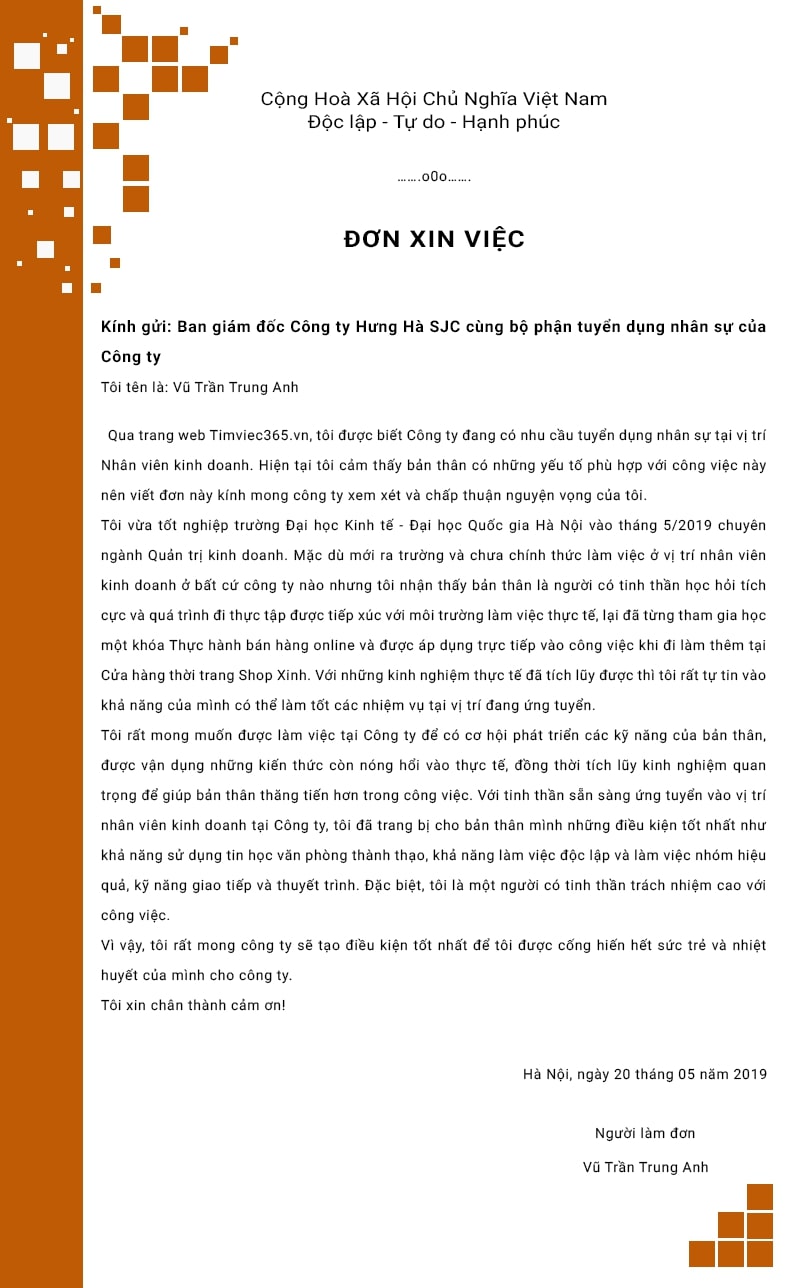 Cộng Hoà Xã Hội Chủ Nghĩa Việt Nam
Độc lập - Tự do - Hạnh phúc
…….o0o…….
ĐƠN XIN VIỆC
Kính gửi: Ban giám đốc Công ty Hưng Hà SJC cùng bộ phận tuyển dụng nhân sự của
Công ty
Tôi tên là: Vũ Trần Trung Anh
Qua trang web Timviec365.vn, tôi được biết Công ty đang có nhu cầu tuyển dụng nhân sự tại vị trí
Nhân viên kinh doanh. Hiện tại tôi cảm thấy bản thân có những yếu tố phù hợp với công việc này
nên viết đơn này kính mong công ty xem xét và chấp thuận nguyện vọng của tôi.
Tôi vừa tốt nghiệp trường Đại học Kinh tế - Đại học Quốc gia Hà Nội vào tháng 5/2019 chuyên
ngành Quản trị kinh doanh. Mặc dù mới ra trường và chưa chính thức làm việc ở vị trí nhân viên
kinh doanh ở bất cứ công ty nào nhưng tôi nhận thấy bản thân là người có tinh thần học hỏi tích
cực và quá trình đi thực tập được tiếp xúc với môi trường làm việc thực tế, lại đã từng tham gia học
một khóa Thực hành bán hàng online và được áp dụng trực tiếp vào công việc khi đi làm thêm tại
Cửa hàng thời trang Shop Xinh. Với những kinh nghiệm thực tế đã tích lũy được thì tôi rất tự tin vào
khả năng của mình có thể làm tốt các nhiệm vụ tại vị trí đang ứng tuyển.
Tôi rất mong muốn được làm việc tại Công ty để có cơ hội phát triển các kỹ năng của bản thân,
được vận dụng những kiến thức còn nóng hổi vào thực tế, đồng thời tích lũy kinh nghiệm quan
trọng để giúp bản thân thăng tiến hơn trong công việc. Với tinh thần sẵn sàng ứng tuyển vào vị trí
nhân viên kinh doanh tại Công ty, tôi đã trang bị cho bản thân mình những điều kiện tốt nhất như
khả năng sử dụng tin học văn phòng thành thạo, khả năng làm việc độc lập và làm việc nhóm hiệu
quả, kỹ năng giao tiếp và thuyết trình. Đặc biệt, tôi là một người có tinh thần trách nhiệm cao với
công việc.
Vì vậy, tôi rất mong công ty sẽ tạo điều kiện tốt nhất để tôi được cống hiến hết sức trẻ và nhiệt
huyết của mình cho công ty.
Tôi xin chân thành cảm ơn!
Hà Nội, ngày 20 tháng 05 năm 2019
Người làm đơn
Vũ Trần Trung Anh